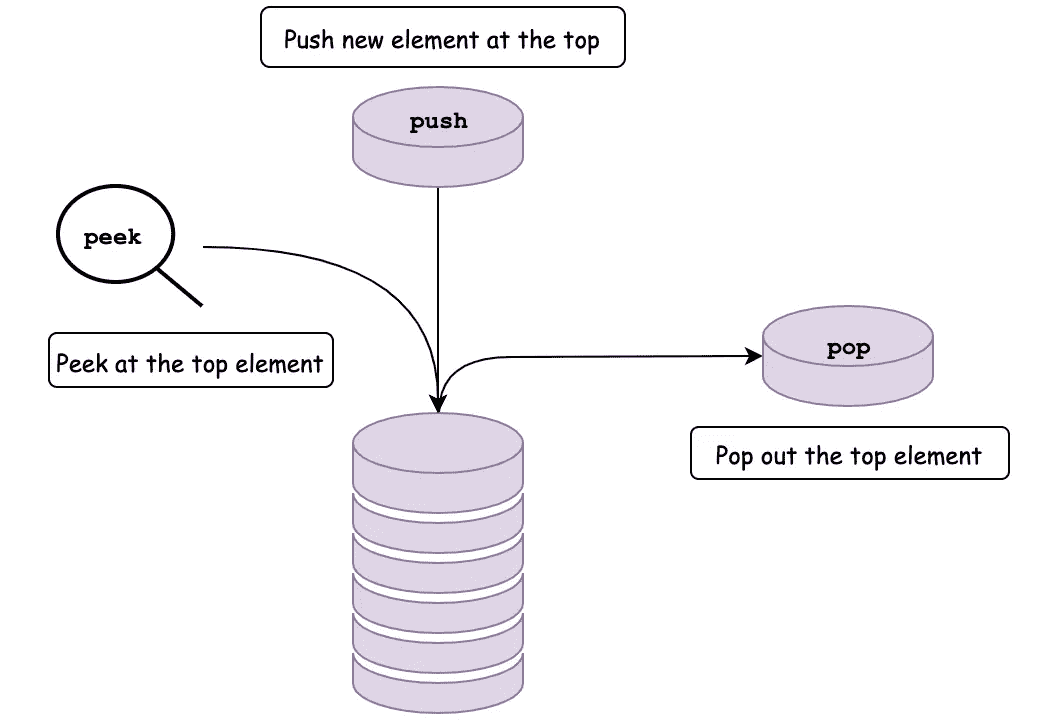 Push new element at the top
push
peek
Peek at the top element
pop
Pop out the top element